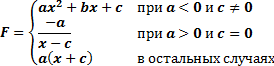 F = { ax² + bx + c при a < 0 и c ≠ 0
−a / (x − c) при a > 0 и c = 0
a(x + c) в остальных случаях